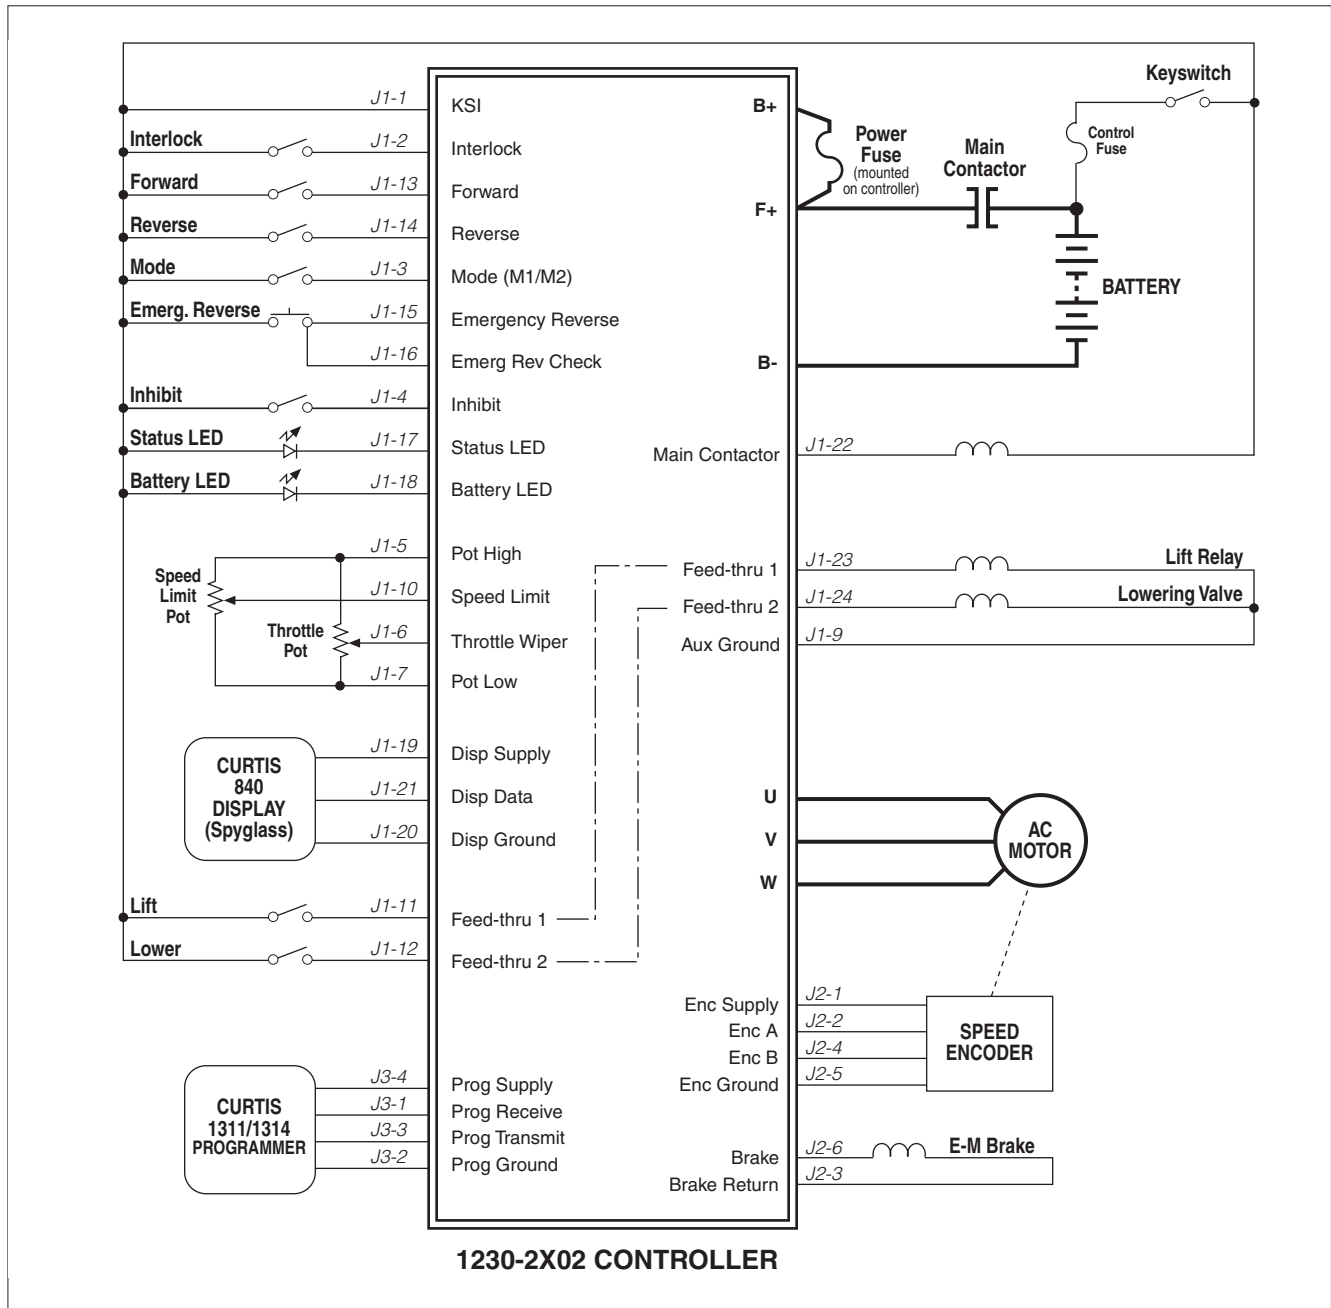 Keyswitch
Control
Fuse
Power
Fuse
(mounted
on controller)
Main
Contactor
BATTERY
J1-1
KSI
B+
Interlock
J1-2
Interlock
Forward
J1-13
Forward
F+
Reverse
J1-14
Reverse
Mode
J1-3
Mode (M1/M2)
Emerg. Reverse
J1-15
Emergency Reverse
J1-16
Emerg Rev Check
B-
Inhibit
J1-4
Inhibit
Status LED
J1-17
Status LED
Main Contactor
J1-22
Battery LED
J1-18
Battery LED
J1-5
Pot High
Speed
Limit
Pot
J1-10
Speed Limit
Throttle
Pot
J1-6
Throttle Wiper
J1-7
Pot Low
Feed-thru 1
J1-23
Lift Relay
Feed-thru 2
J1-24
Lowering Valve
Aux Ground
J1-9
CURTIS
840
DISPLAY
(Spyglass)
J1-19
Disp Supply
J1-21
Disp Data
J1-20
Disp Ground
U
V
W
AC
MOTOR
Lift
J1-11
Feed-thru 1
Lower
J1-12
Feed-thru 2
Enc Supply
J2-1
Enc A
J2-2
Enc B
J2-4
Enc Ground
J2-5
SPEED
ENCODER
CURTIS
1311/1314
PROGRAMMER
J3-4
Prog Supply
J3-1
Prog Receive
J3-3
Prog Transmit
J3-2
Prog Ground
Brake
J2-6
E-M Brake
Brake Return
J2-3
1230-2X02 CONTROLLER